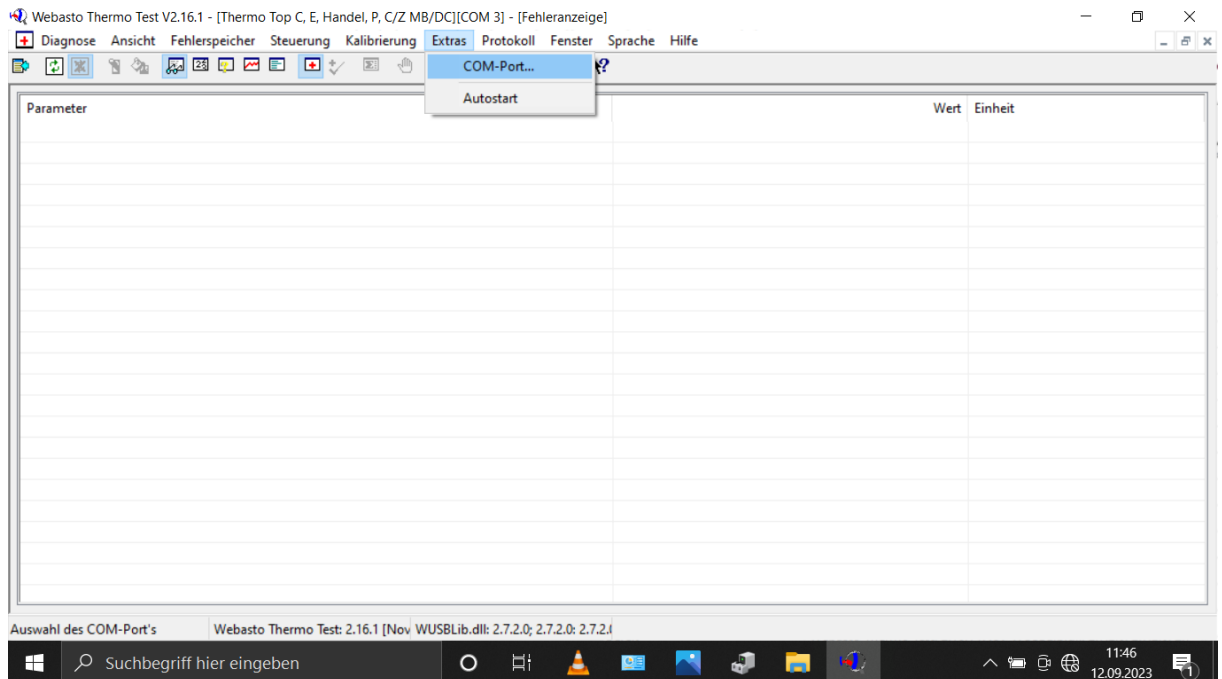 Webasto Thermo Test V2.16.1 - [Thermo Top C, E, Handel, P, C/Z MB/DC][COM 3] - [Fehleranzeige]
Diagnose Ansicht Fehlerspeicher Steuerung Kalibrierung Extras Protokoll Fenster Sprache Hilfe
COM-Port...
Autostart
Parameter Wert Einheit
Auswahl des COM-Port's Webasto Thermo Test: 2.16.1 [Nov WUSBLib.dll: 2.7.2.0; 2.7.2.0: 2.7.2.
Suchbegriff hier eingeben
11:46
12.09.2023
1